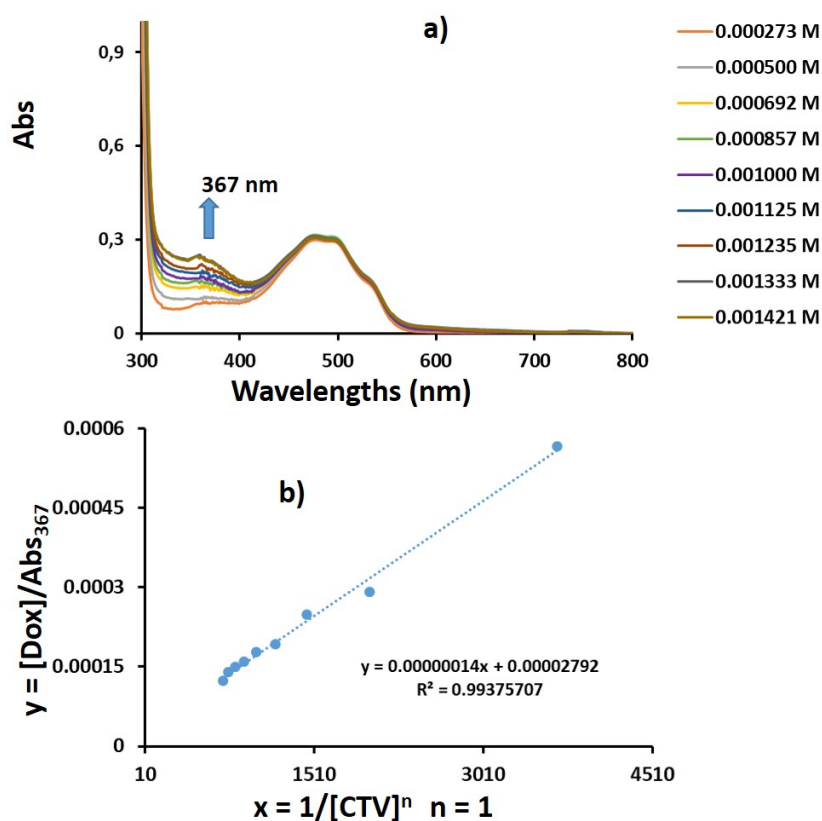 a)
0,9
0,6
0,3
0
Abs
367 nm
300 400 500 600 700 800
Wavelengths (nm)
0.000273 M
0.000500 M
0.000692 M
0.000857 M
0.001000 M
0.001125 M
0.001235 M
0.001333 M
0.001421 M
b)
0.0006
0.00045
0.0003
0.00015
0
y = [Dox]/Abs₃₆₇
y = 0.00000014x + 0.00002792
R² = 0.99375707
10 1510 3010 4510
x = 1/[CTV]ⁿ n = 1